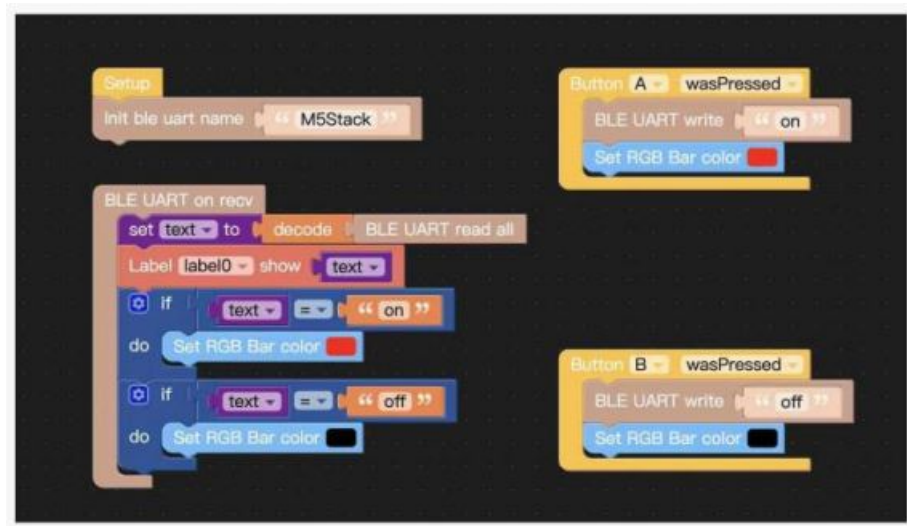 Setup
Init ble uart name “ M5Stack ”
BLE UART on recv
set text to decode BLE UART read all
Label label0 show text
if text = “ on ”
do Set RGB Bar color
if text = “ off ”
do Set RGB Bar color
Button A wasPressed
BLE UART write “ on ”
Set RGB Bar color
Button B wasPressed
BLE UART write “ off ”
Set RGB Bar color